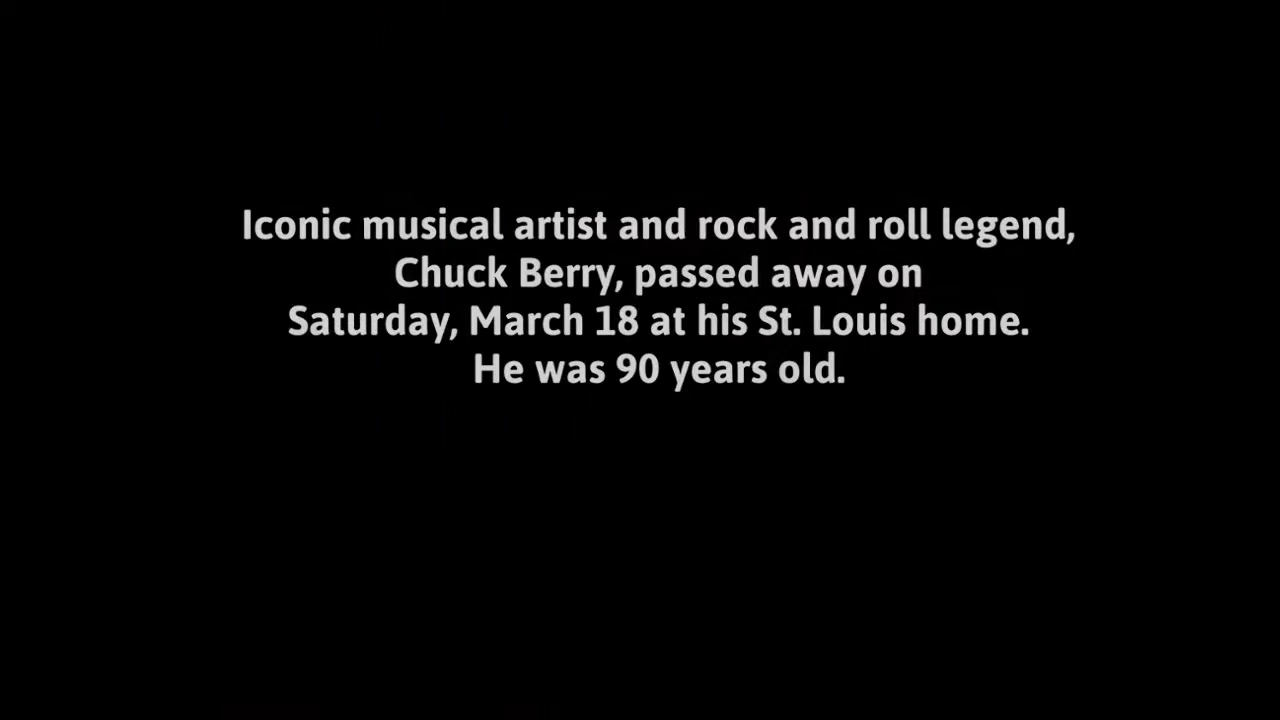 Iconic musical artist and rock and roll legend,
Chuck Berry, passed away on
Saturday, March 18 at his St. Louis home.
He was 90 years old.